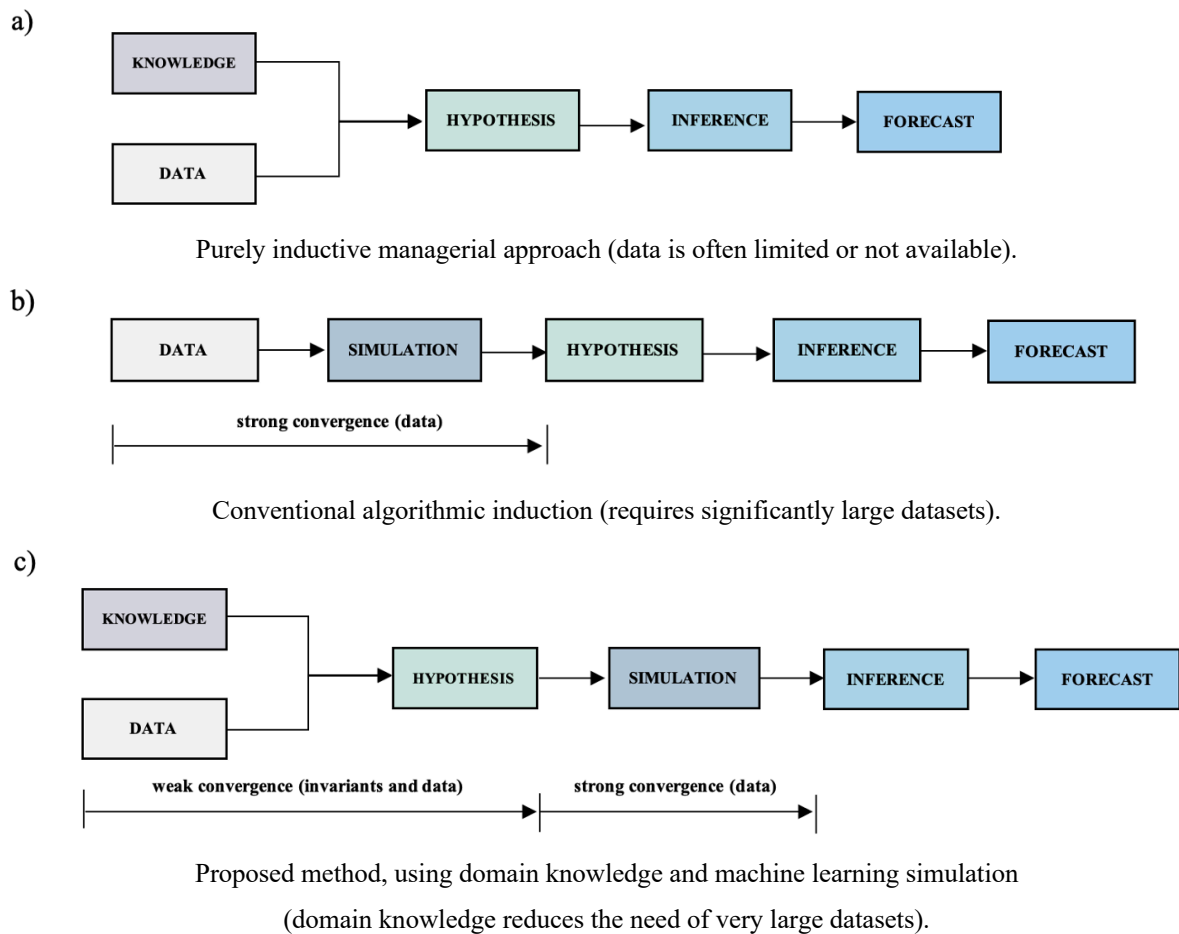 a)
KNOWLEDGE
DATA
HYPOTHESIS
INFERENCE
FORECAST
Purely inductive managerial approach (data is often limited or not available).
b)
DATA
SIMULATION
HYPOTHESIS
INFERENCE
FORECAST
strong convergence (data)
Conventional algorithmic induction (requires significantly large datasets).
c)
KNOWLEDGE
DATA
HYPOTHESIS
SIMULATION
INFERENCE
FORECAST
weak convergence (invariants and data)
strong convergence (data)
Proposed method, using domain knowledge and machine learning simulation
(domain knowledge reduces the need of very large datasets).